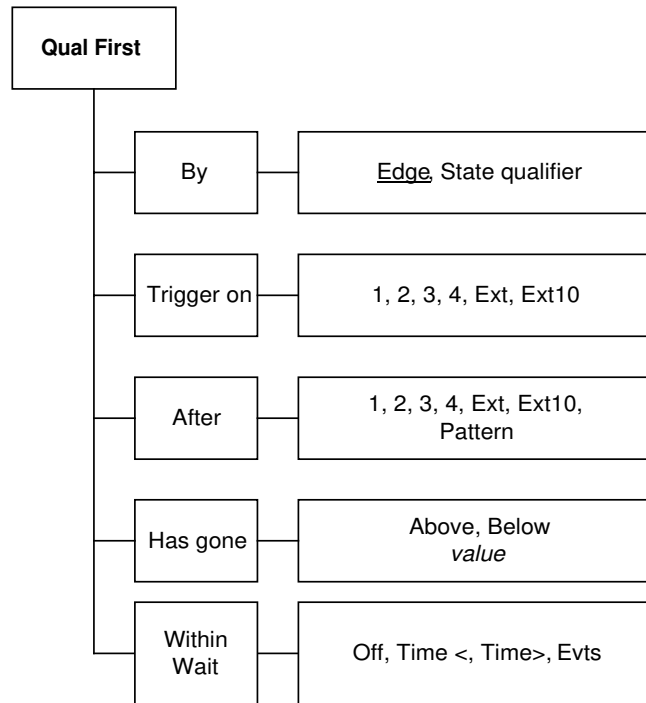 Qual First
By
Edge, State qualifier
Trigger on
1, 2, 3, 4, Ext, Ext10
After
1, 2, 3, 4, Ext, Ext10,
Pattern
Has gone
Above, Below
value
Within
Wait
Off, Time <, Time>, Evts